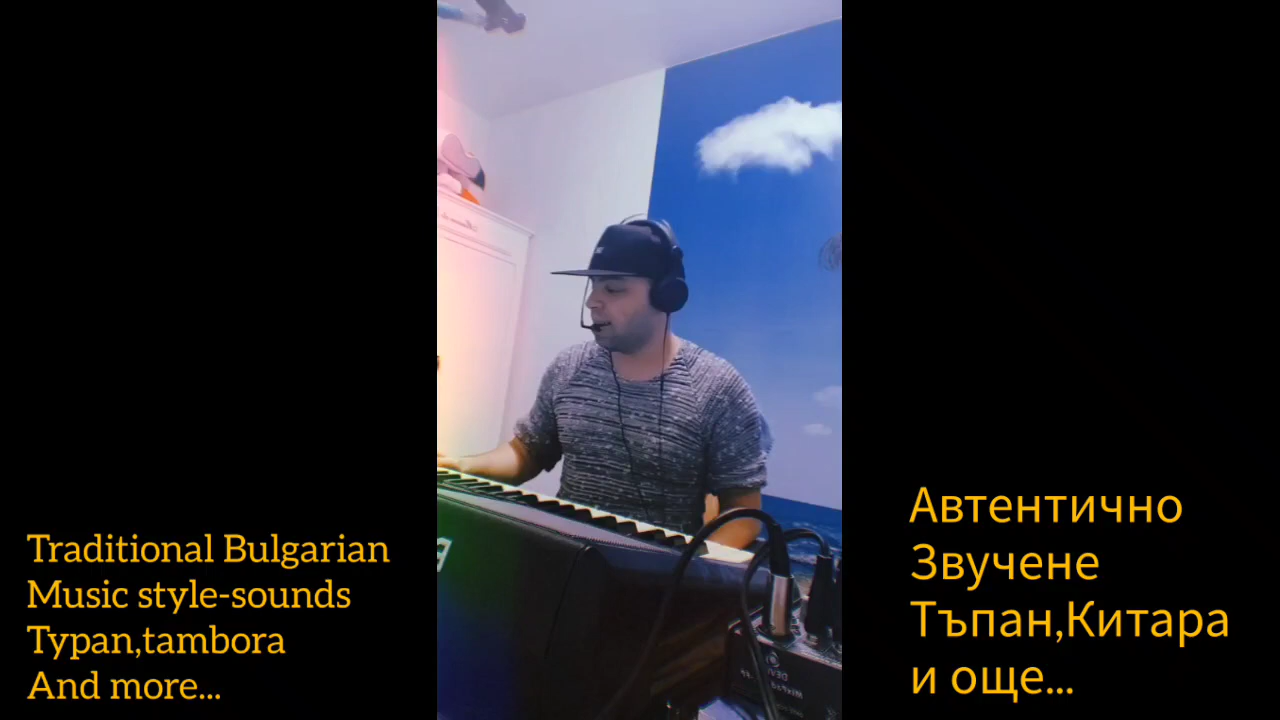 Traditional Bulgarian
Music style-sounds
Typan,tambora
And more...
Автентично
Звучене
Тъпан,Китара
и още...